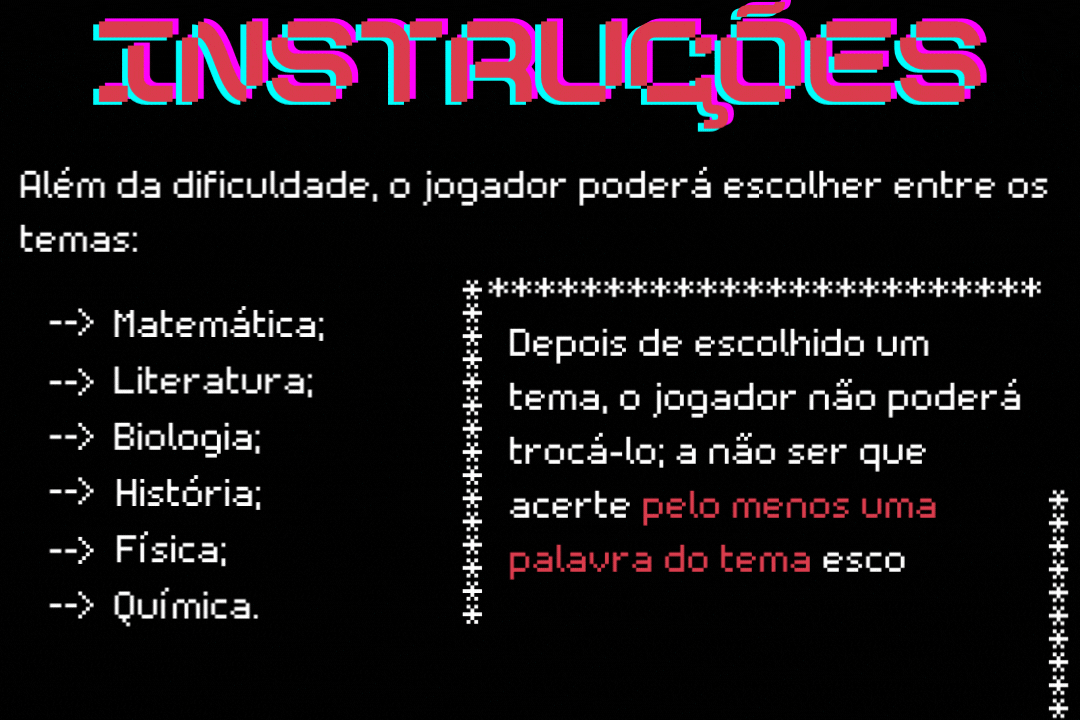 INSTRUÇÕES
Além da dificuldade, o jogador poderá escolher entre os
temas:
--> Matemática;
--> Literatura;
--> Biologia;
--> História;
--> Física;
--> Química.
*************************
Depois de escolhido um
tema, o jogador não poderá
trocá-lo; a não ser que
acerte pelo menos uma
palavra do tema esco